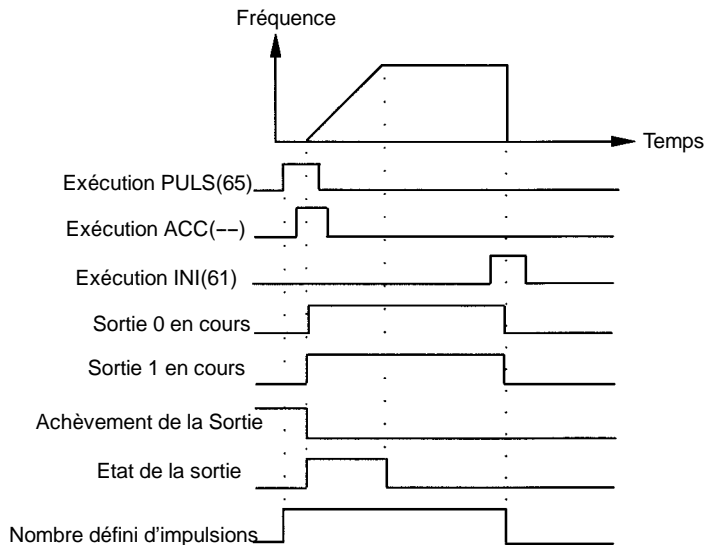 Fréquence
Temps
Exécution PULS(65)
Exécution ACC(−−)
Exécution INI(61)
Sortie 0 en cours
Sortie 1 en cours
Achèvement de la Sortie
Etat de la sortie
Nombre défini d'impulsions